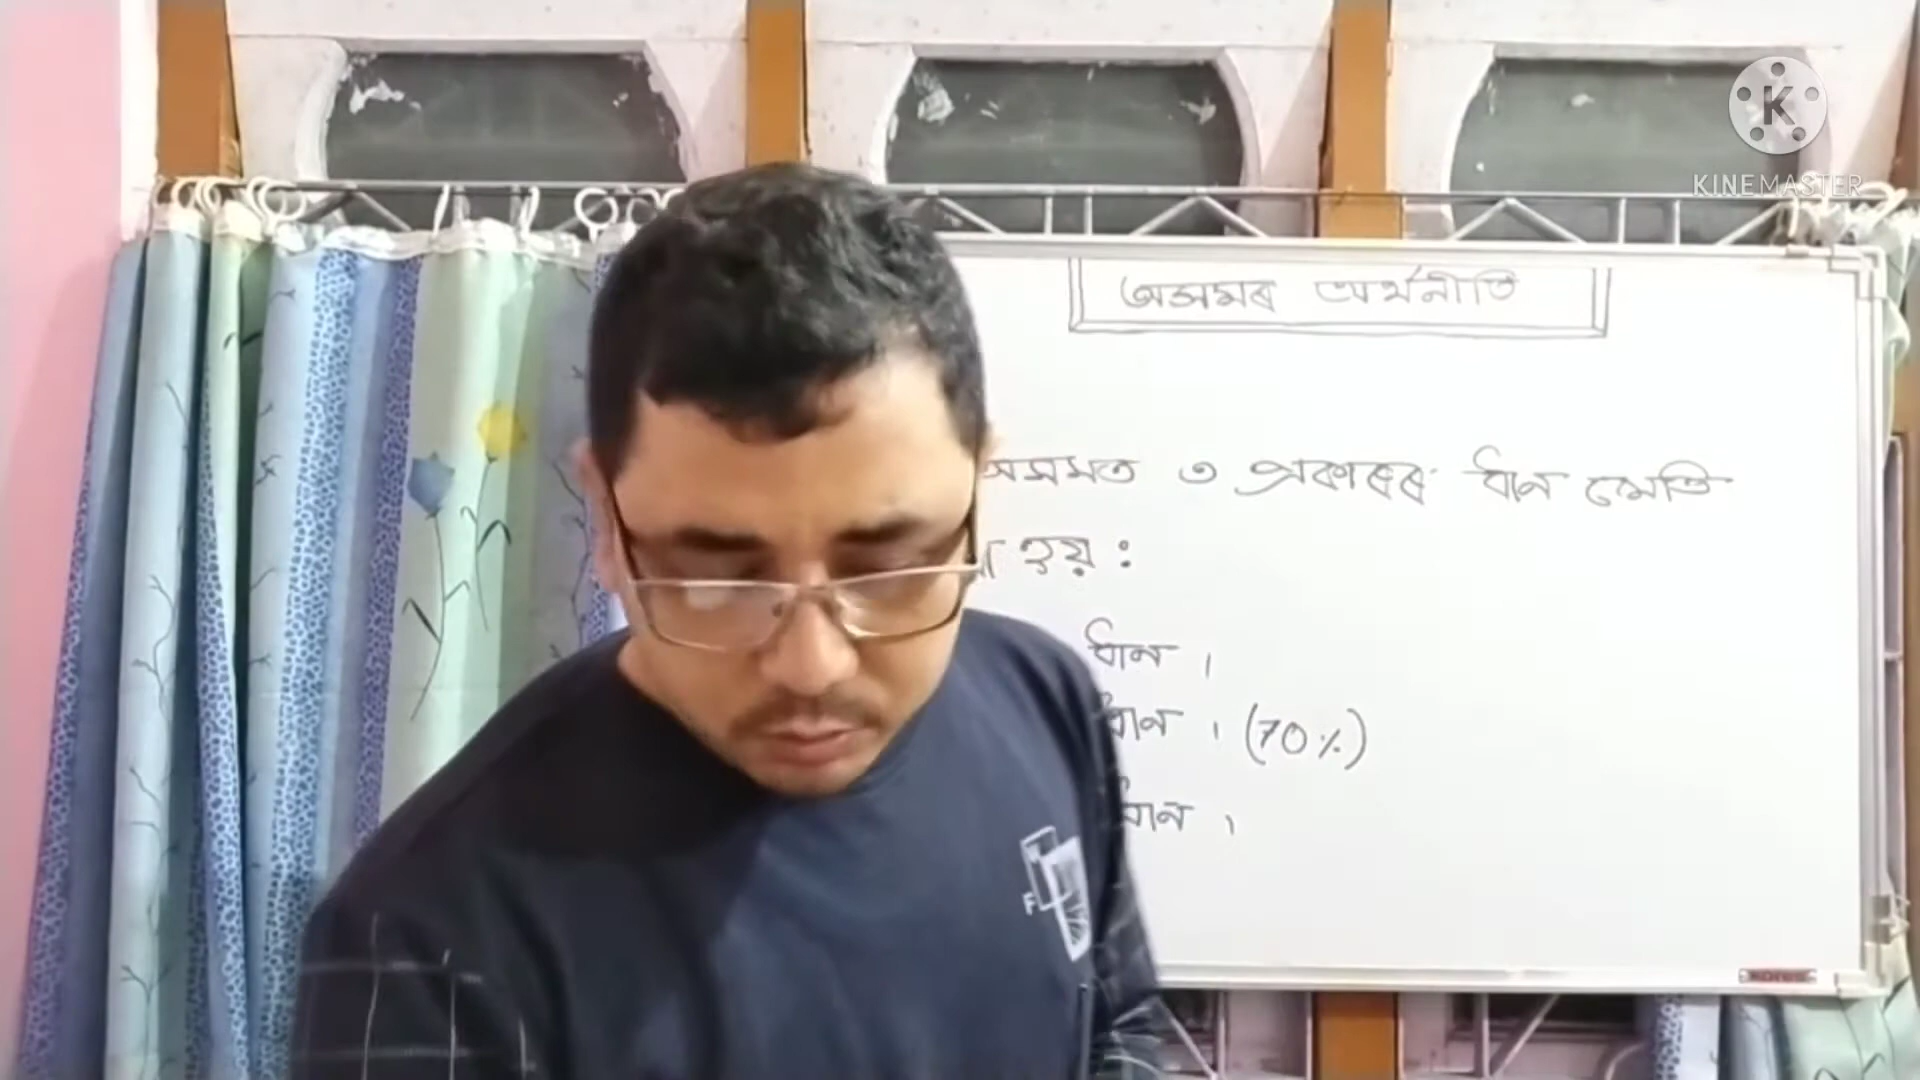 K
KINEMASTER
অসমৰ অৰ্থনীতি
অসমত ৩ প্ৰকাৰৰ ধান খেতি
হয় :
ধান ।
ধান । (70%)
ধান ।